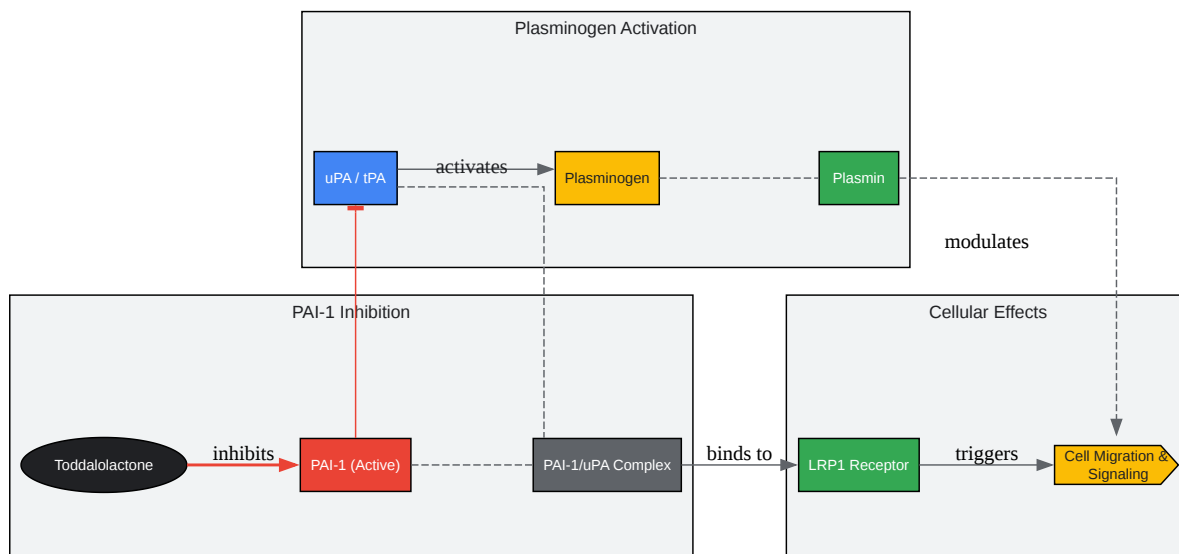 Plasminogen Activation
uPA / tPA
activates
Plasminogen
Plasmin
modulates
PAI-1 Inhibition
Cellular Effects
Toddalolactone
inhibits
PAI-1 (Active)
PAI-1/uPA Complex
binds to
LRP1 Receptor
triggers
Cell Migration &
Signaling